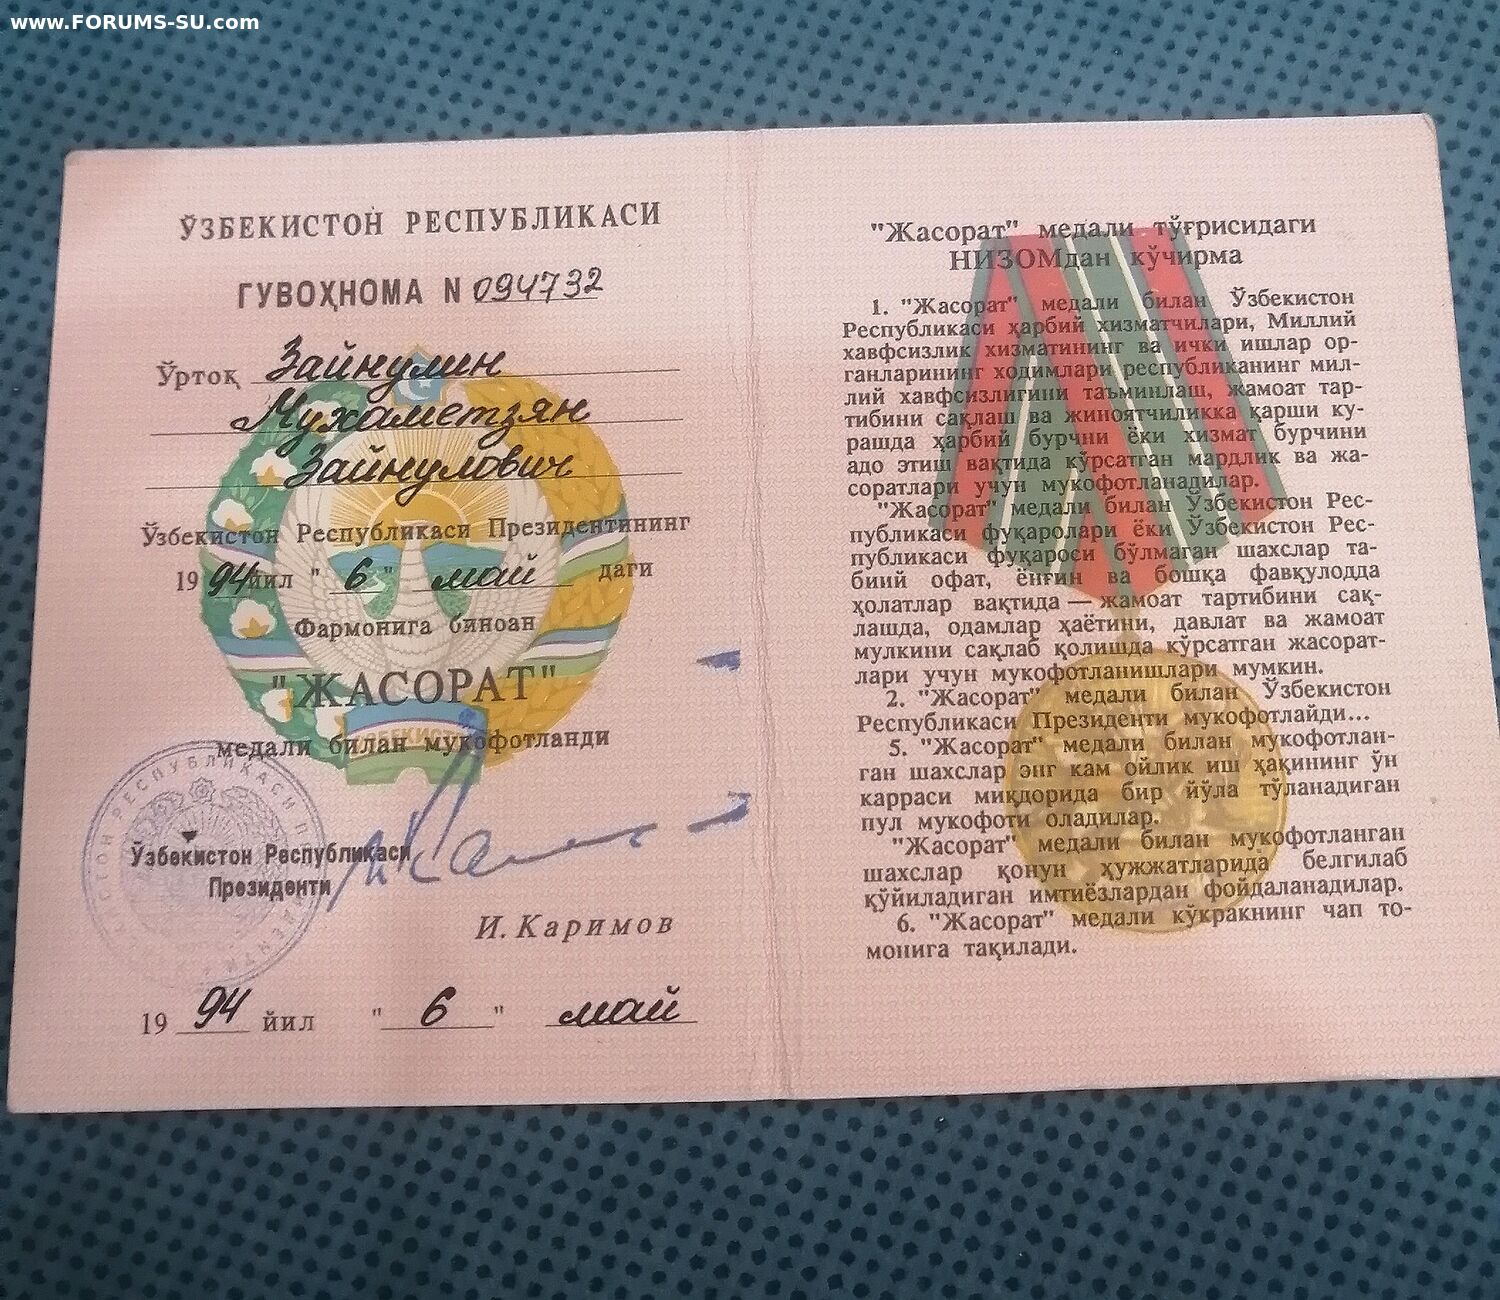 www.FORUMS-SU.com
ЎЗБЕКИСТОН РЕСПУБЛИКАСИ
ГУВОҲНОМА N 094732
Ўртоқ Зайнулин
Мухаметзян
Зайнулович
Ўзбекистон Республикаси Президентининг
19 94 йил "6" май даги
Фармонига биноан
"ЖАСОРАТ"
медали билан мукофотланди
Ўзбекистон Республикаси
Президенти
И. Каримов
19 94 йил "6" май
"Жасорат" медали тўғрисидаги
НИЗОМдан кўчирма
1. "Жасорат" медали билан Ўзбекистон
Республикаси ҳарбий хизматчилари, Миллий
хавфсизлик хизматининг ва ички ишлар ор-
ганларининг ходимлари республиканинг мил-
лий хавфсизлигини таъминлаш, жамоат тар-
тибини сақлаш ва жиноятчиликка қарши ку-
рашда ҳарбий бурчни ёки хизмат бурчини
адо этиш вақтида кўрсатган мардлик ва жа-
соратлари учун мукофотланадилар.
"Жасорат" медали билан Ўзбекистон Рес-
публикаси фуқаролари ёки Ўзбекистон Рес-
публикаси фуқароси бўлмаган шахслар та-
биий офат, ёнғин ва бошқа фавқулодда
ҳолатлар вақтида — жамоат тартибини сақ-
лашда, одамлар ҳаётини, давлат ва жамоат
мулкини сақлаб қолишда кўрсатган жасорат-
лари учун мукофотланишлари мумкин.
2. "Жасорат" медали билан Ўзбекистон
Республикаси Президенти мукофотлайди...
5. "Жасорат" медали билан мукофотлан-
ган шахслар энг кам ойлик иш ҳақининг ўн
карраси миқдорида бир йўла тўланадиган
пул мукофоти оладилар.
"Жасорат" медали билан мукофотланган
шахслар қонун ҳужжатларида белгилаб
қўйиладиган имтиёзлардан фойдаланадилар.
6. "Жасорат" медали кўкракнинг чап то-
монига тақилади.